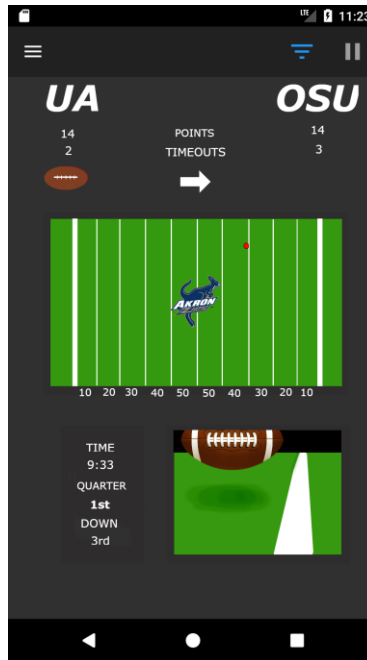 LTE 11:23
UA OSU
14 POINTS 14
2 TIMEOUTS 3
AKRON
10 20 30 40 50 50 40 30 20 10
TIME
9:33
QUARTER
1st
DOWN
3rd